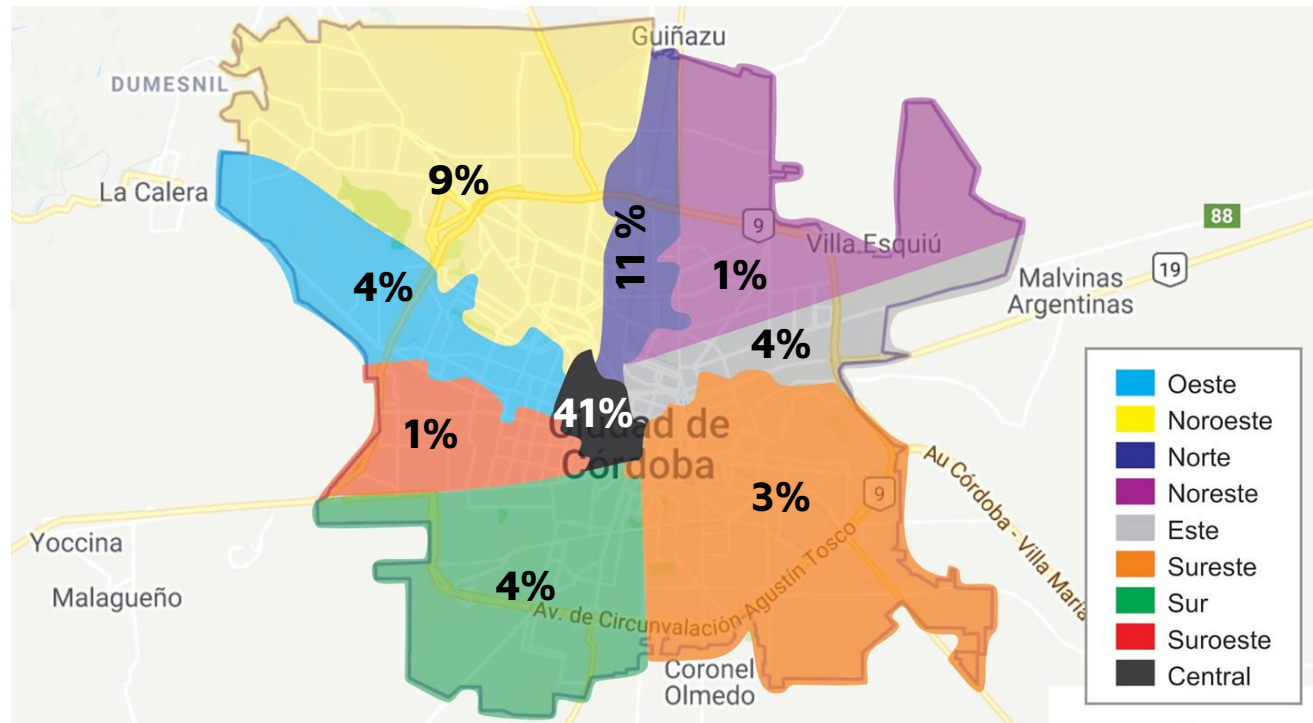 Guiñazu
DUMESNIL
La Calera
9%
11 %
9
88
Villa Esquiú
1%
19
Malvinas
Argentinas
4%
4%
41%
Ciudad de
Córdoba
1%
3%
9
Au Córdoba - Villa María
Yoccina
Malagueño
4%
Av. de Circunvalación Agustín Tosco
Coronel
Olmedo
Oeste
Noroeste
Norte
Noreste
Este
Sureste
Sur
Suroeste
Central